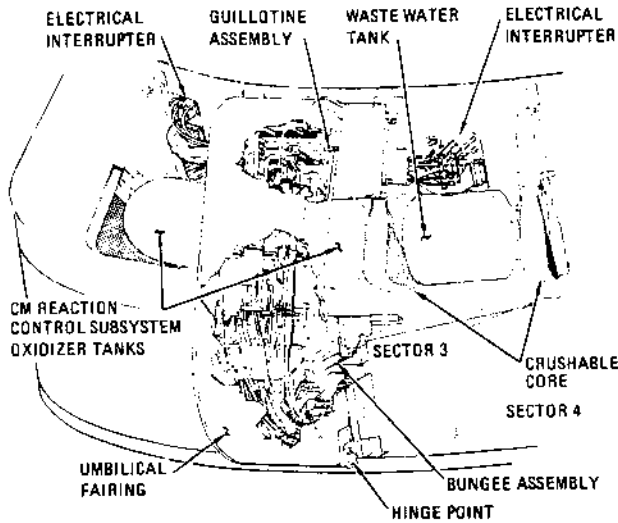 ELECTRICAL
INTERRUPTER
GUILLOTINE
ASSEMBLY
WASTE WATER
TANK
ELECTRICAL
INTERRUPTER
CM REACTION
CONTROL SUBSYSTEM
OXIDIZER TANKS
SECTOR 3
CRUSHABLE
CORE
SECTOR 4
UMBILICAL
FAIRING
BUNGEE ASSEMBLY
HINGE POINT